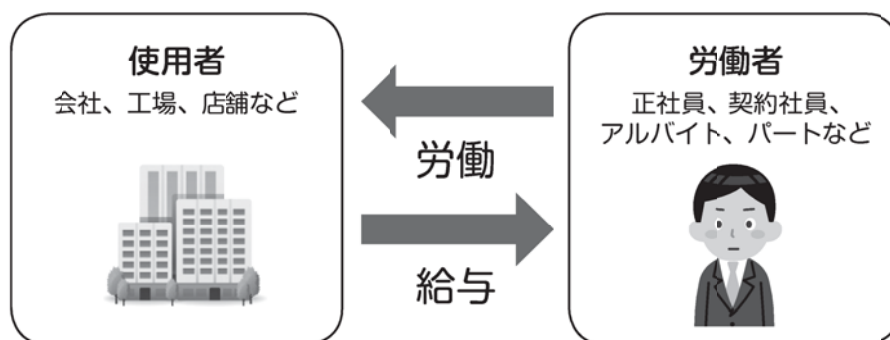 使用者
会社、工場、店舗など
労働
給与
労働者
正社員、契約社員、
アルバイト、パートなど